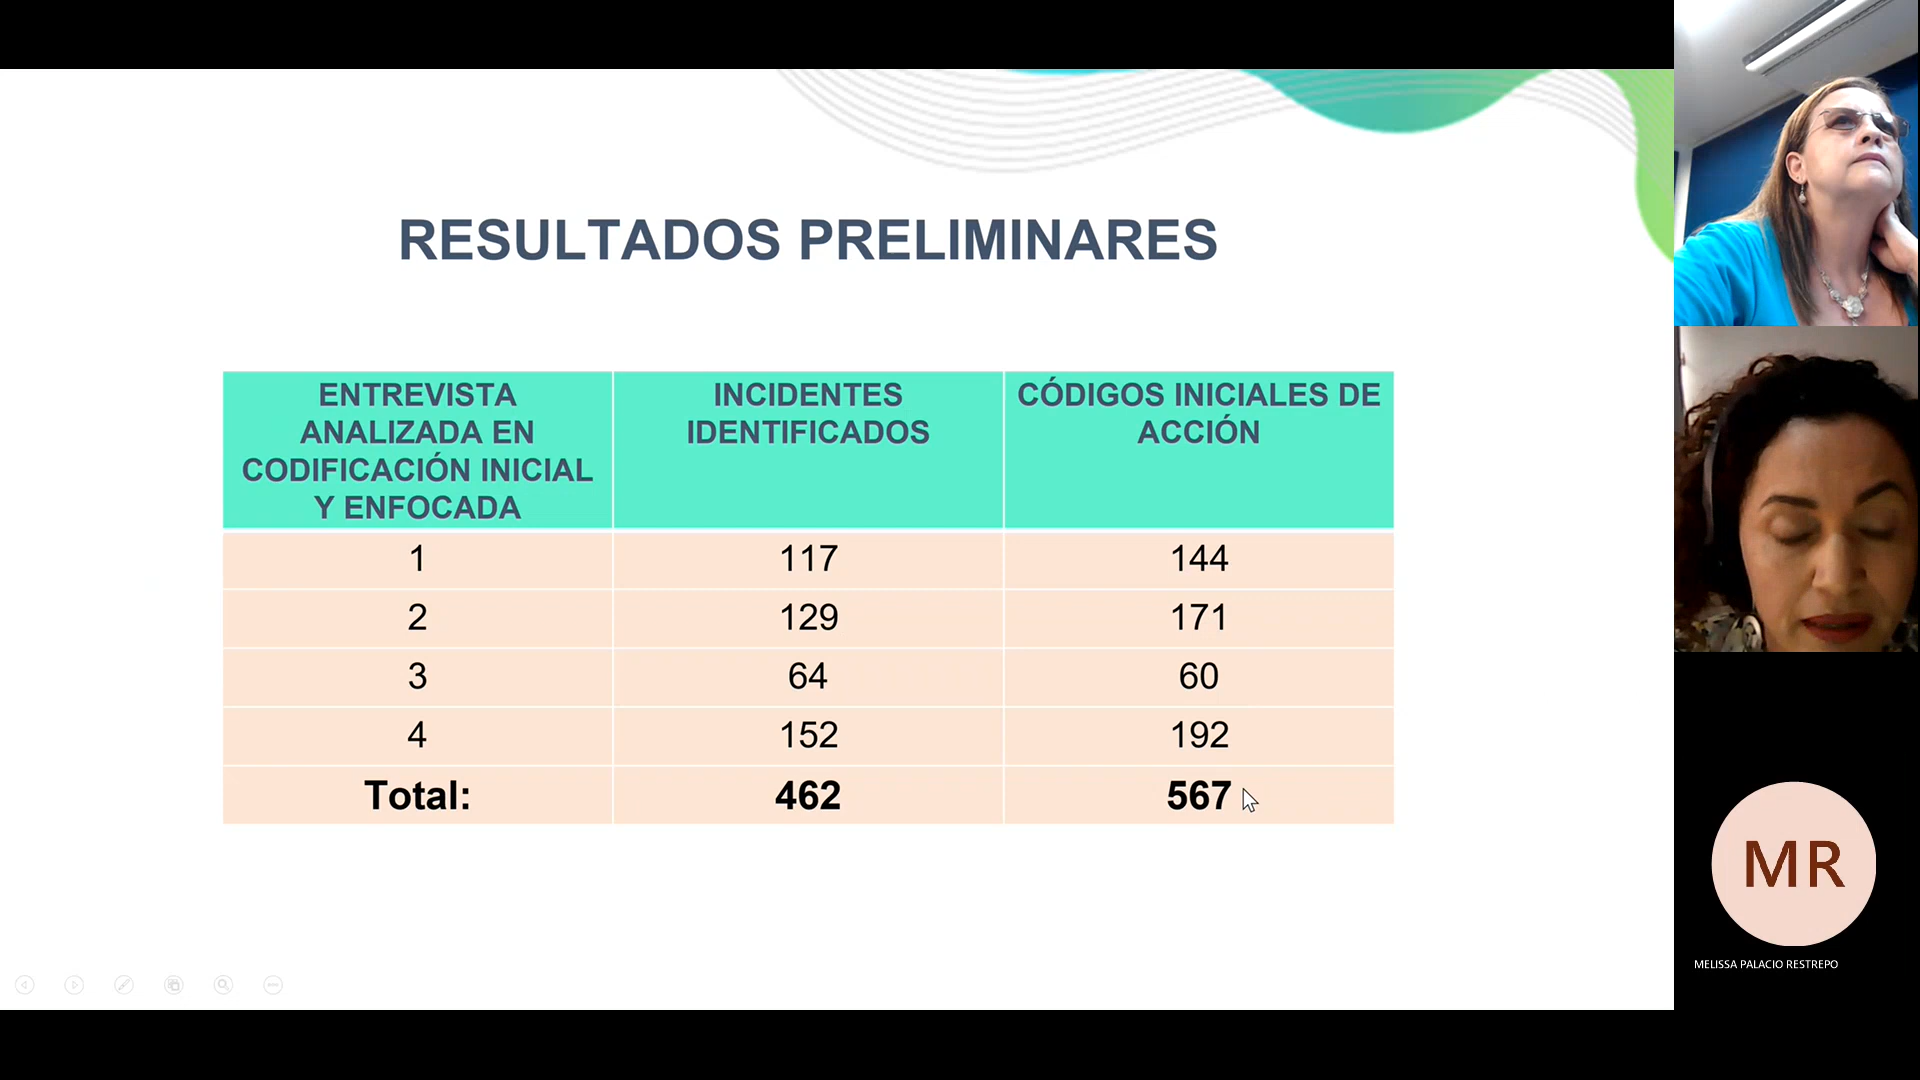 RESULTADOS PRELIMINARES
ENTREVISTA
ANALIZADA EN
CODIFICACIÓN INICIAL
Y ENFOCADA
INCIDENTES
IDENTIFICADOS
CÓDIGOS INICIALES DE
ACCIÓN
1 117 144
2 129 171
3 64 60
4 152 192
Total: 462 567
MR
MELISSA PALACIO RESTREPO